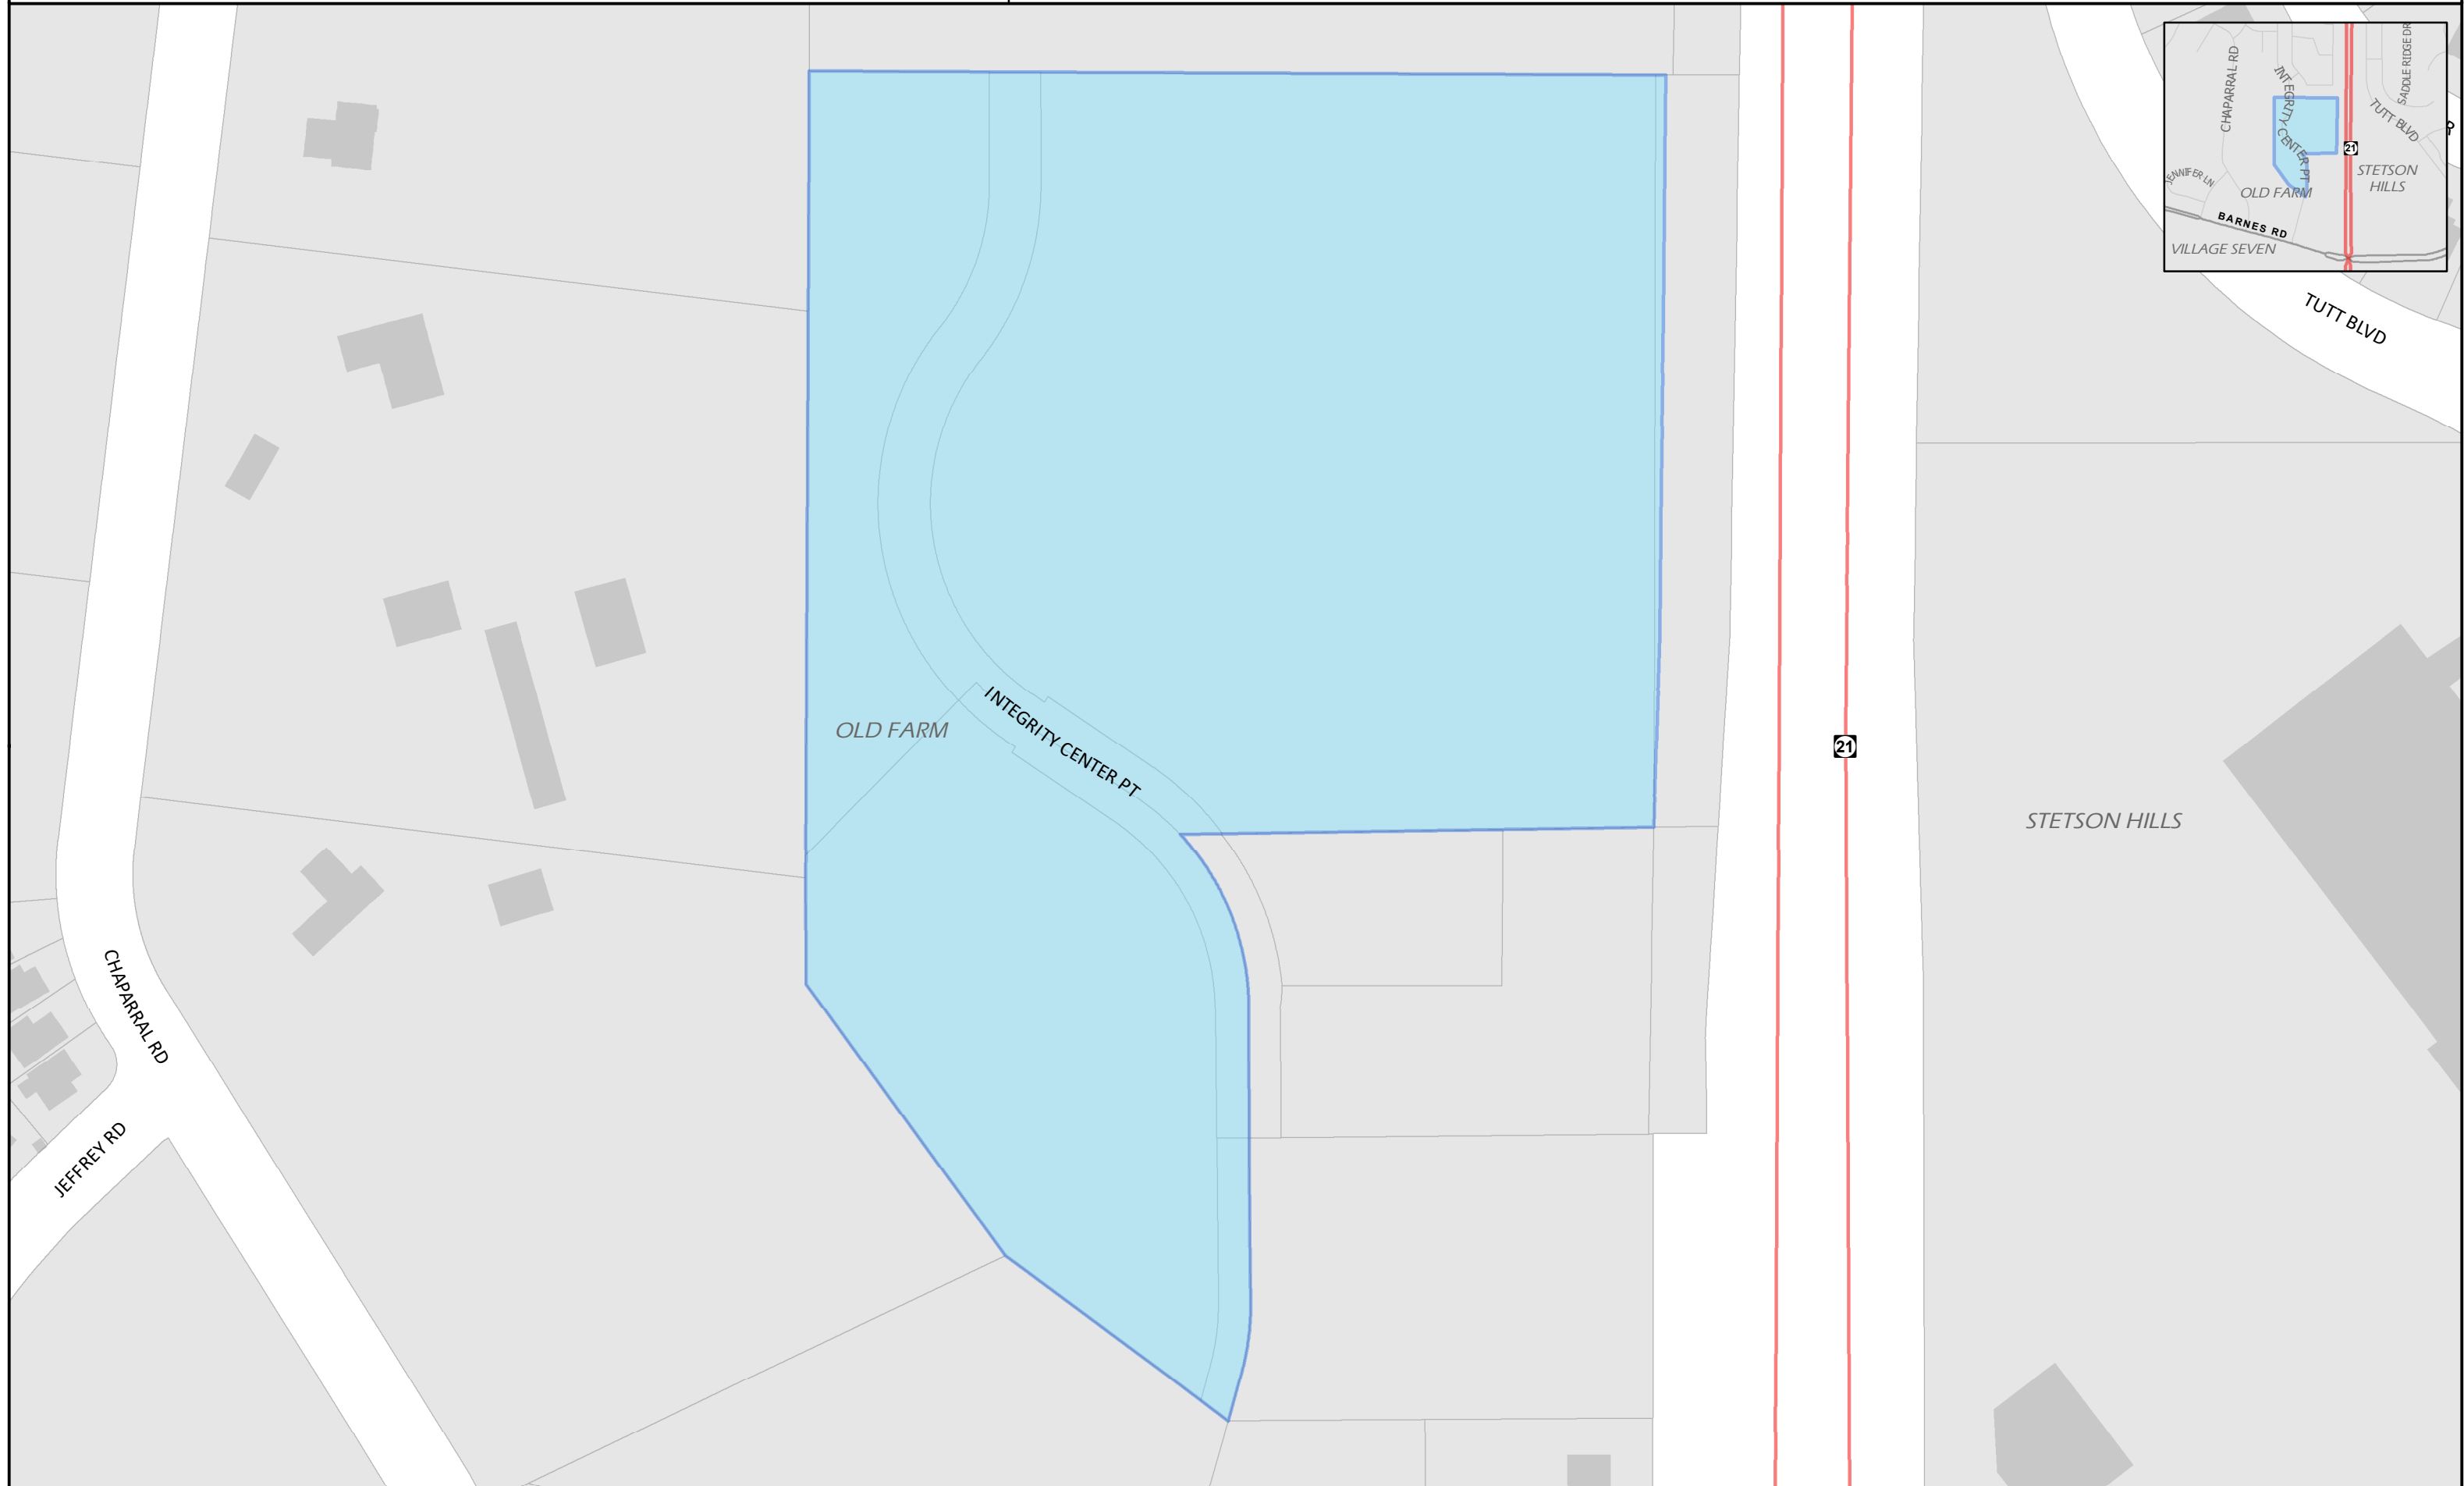 CHAPARRAL RD
INTEGRITY CENTER PT
SADDLE RIDGE DR
TUTT BLVD
21
STETSON
HILLS
JENNIFER LN
OLD FARM
BARNES RD
VILLAGE SEVEN
TUTT BLVD
INTEGRITY CENTER PT
OLD FARM
21
STETSON HILLS
CHAPARRAL RD
JEFFREY RD